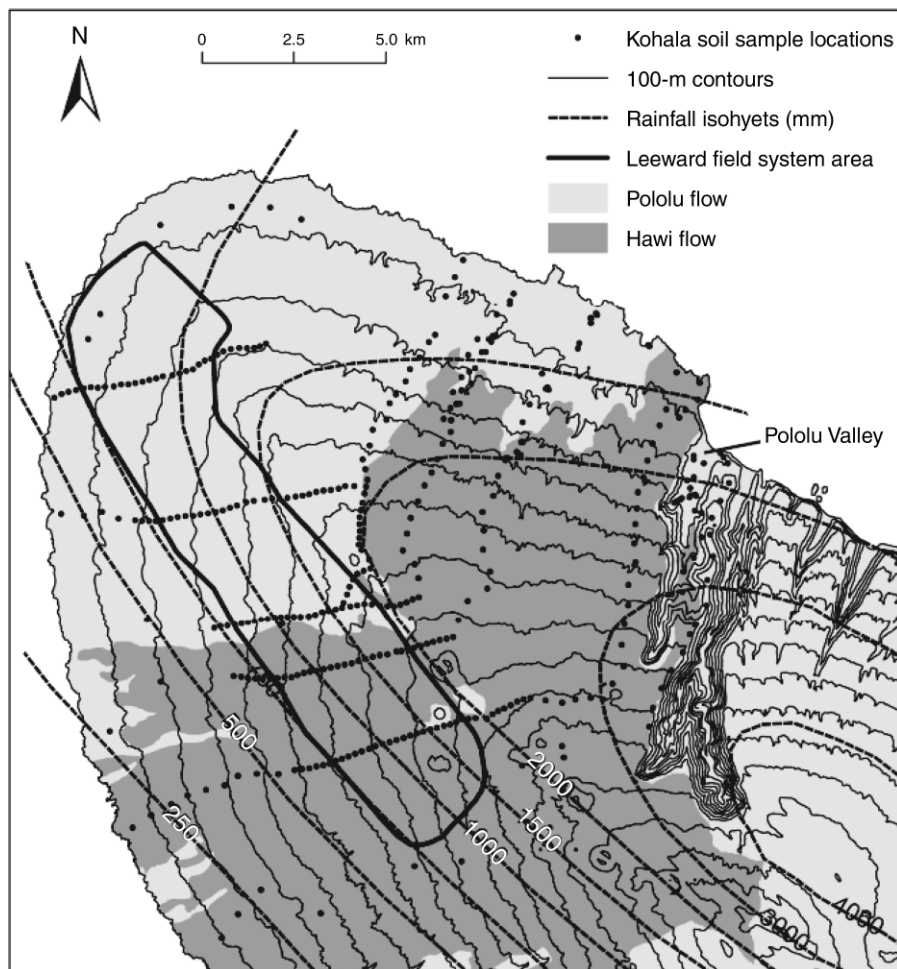 N
0 2.5 5.0 km
Kohala soil sample locations
100-m contours
Rainfall isohyets (mm)
Leeward field system area
Pololu flow
Hawi flow
Pololu Valley
500
250
2000
1500
1000
4000
3000